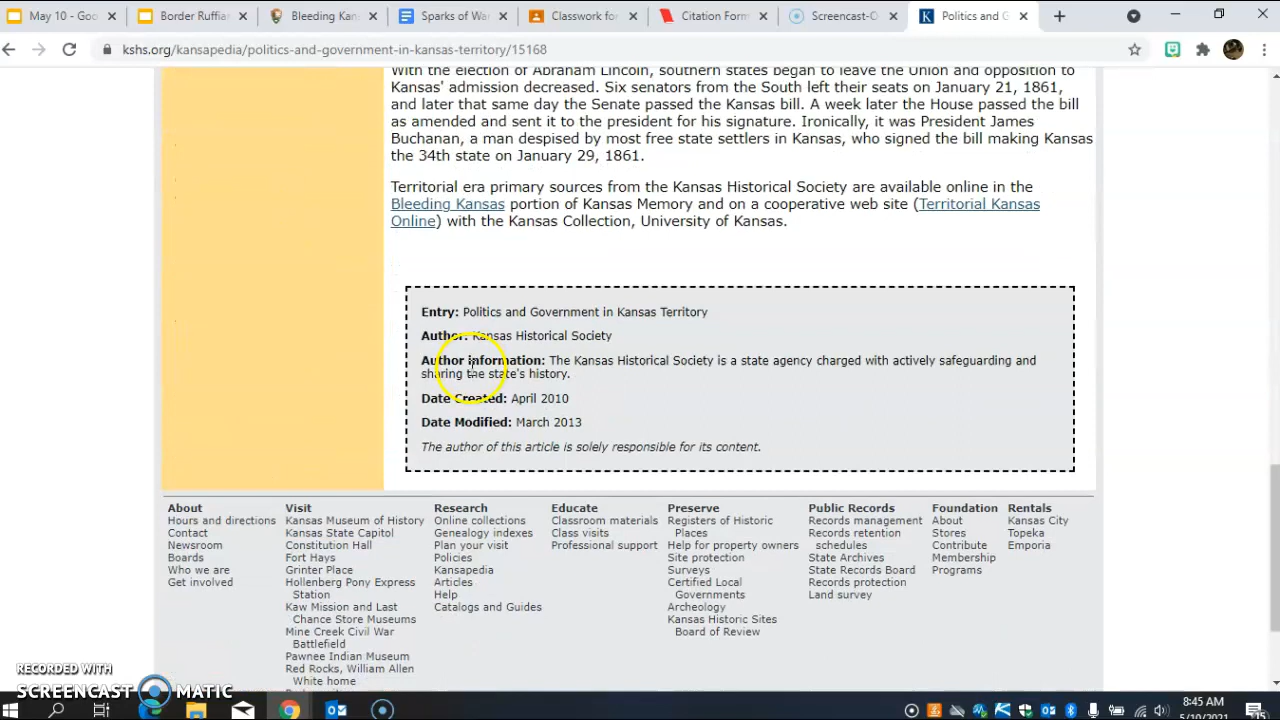 May 10 - Goo
Border Ruffia
Bleeding Kan
Sparks of Wa
Classwork fo
Citation Form
Screencast-O
Politics and G
kshs.org/kansapedia/politics-and-government-in-kansas-territory/15168
With the election of Abraham Lincoln, southern states began to leave the Union and opposition to
Kansas' admission decreased. Six senators from the South left their seats on January 21, 1861,
and later that same day the Senate passed the Kansas bill. A week later the House passed the bill
as amended and sent it to the president for his signature. Ironically, it was President James
Buchanan, a man despised by most free state settlers in Kansas, who signed the bill making Kansas
the 34th state on January 29, 1861.
Territorial era primary sources from the Kansas Historical Society are available online in the
Bleeding Kansas portion of Kansas Memory and on a cooperative web site (Territorial Kansas
Online) with the Kansas Collection, University of Kansas.
Entry: Politics and Government in Kansas Territory
Author: Kansas Historical Society
Author information: The Kansas Historical Society is a state agency charged with actively safeguarding and
sharing the state's history.
Date Created: April 2010
Date Modified: March 2013
The author of this article is solely responsible for its content.
About
Hours and directions
Contact
Newsroom
Boards
Who we are
Get involved
Visit
Kansas Museum of History
Kansas State Capitol
Constitution Hall
Fort Hays
Grinter Place
Hollenberg Pony Express
Station
Kaw Mission and Last
Chance Store Museums
Mine Creek Civil War
Battlefield
Pawnee Indian Museum
Red Rocks, William Allen
White home
Research
Online collections
Genealogy indexes
Plan your visit
Policies
Kansapedia
Articles
Help
Catalogs and Guides
Educate
Classroom materials
Class visits
Professional support
Preserve
Registers of Historic
Places
Help for property owners
Site protection
Surveys
Certified Local
Governments
Archeology
Kansas Historic Sites
Board of Review
Public Records
Records management
Records retention
schedules
State Archives
State Records Board
Records protection
Land survey
Foundation
About
Stores
Contribute
Membership
Programs
Rentals
Kansas City
Topeka
Emporia
RECORDED WITH
SCREENCAST MATIC
8:45 AM
5/10/2021